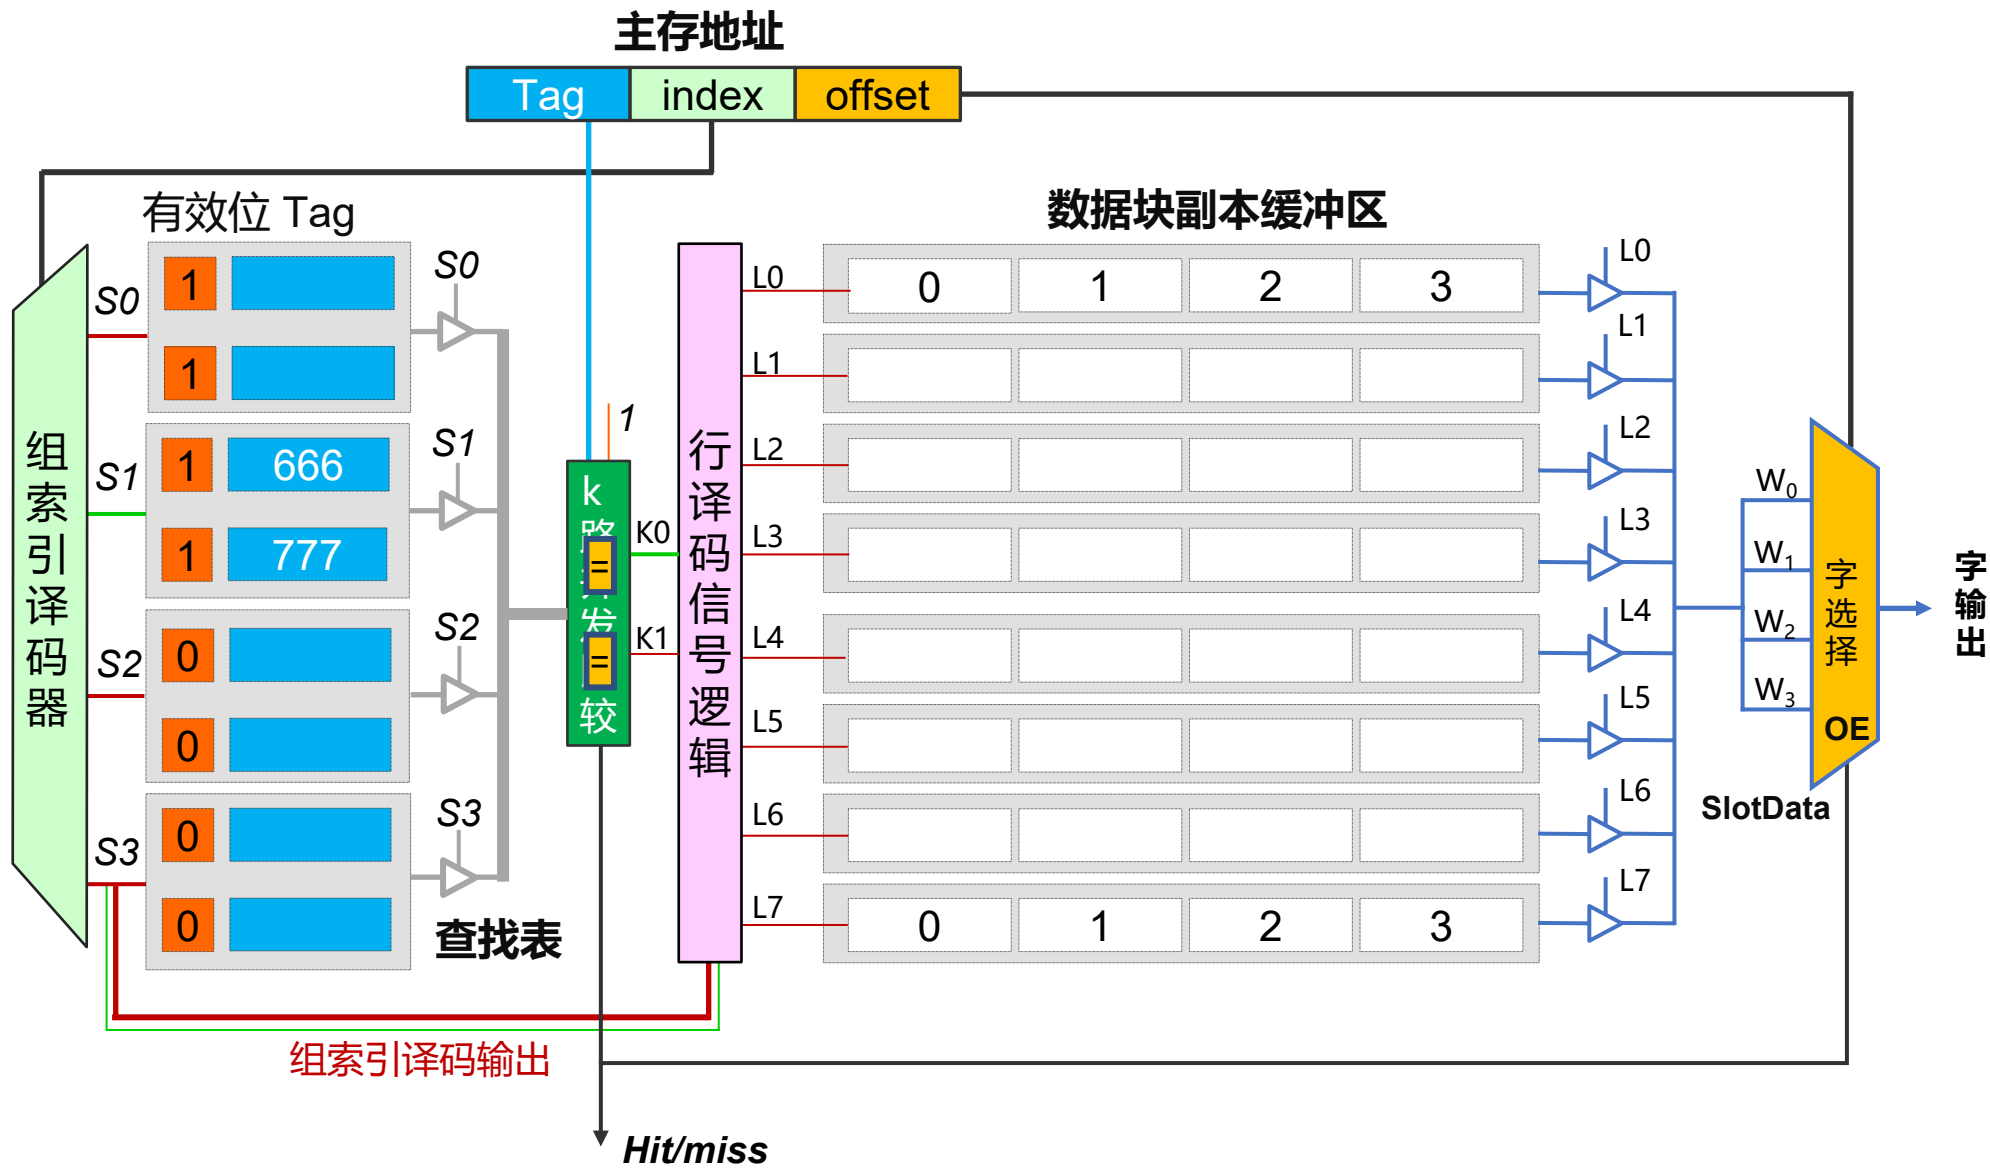 主存地址
Tag index offset
有效位 Tag
数据块副本缓冲区
组索引译码器
S0
S1
S2
S3
1
1
1 666
1 777
0
0
0
0
S0
S1
S2
S3
查找表
1
k路并发比较
=
=
K0
K1
行译码信号逻辑
L0
L1
L2
L3
L4
L5
L6
L7
0 1 2 3
0 1 2 3
L0
L1
L2
L3
L4
L5
L6
L7
W0
W1
W2
W3
字选择
OE
SlotData
字输出
组索引译码输出
Hit/miss